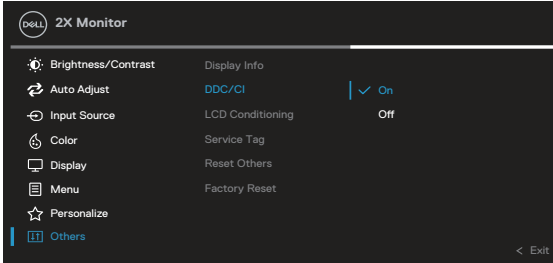 DELL 2X Monitor
Brightness/Contrast Display Info
Auto Adjust DDC/CI ✓ On
Input Source LCD Conditioning Off
Color Service Tag
Display Reset Others
Menu Factory Reset
Personalize
Others
< Exit